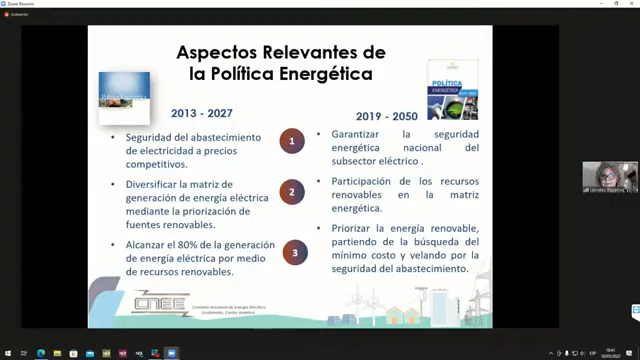 Zoom Reunión
Grabando
Aspectos Relevantes de
la Política Energética
POLÍTICA
ENERGÉTICA
2013 - 2027
2019 - 2050
• Seguridad del abastecimiento
de electricidad a precios
competitivos.
1
• Garantizar la seguridad
energética nacional del
subsector eléctrico .
• Diversificar la matriz de
generación de energía eléctrica
mediante la priorización de
fuentes renovables.
2
• Participación de los recursos
renovables en la matriz
energética.
• Alcanzar el 80% de la generación
de energía eléctrica por medio
de recursos renovables.
3
• Priorizar la energía renovable,
partiendo de la búsqueda del
mínimo costo y velando por la
seguridad del abastecimiento.
CNEE
Comisión Nacional de Energía Eléctrica
Guatemala, Centro América
ESP